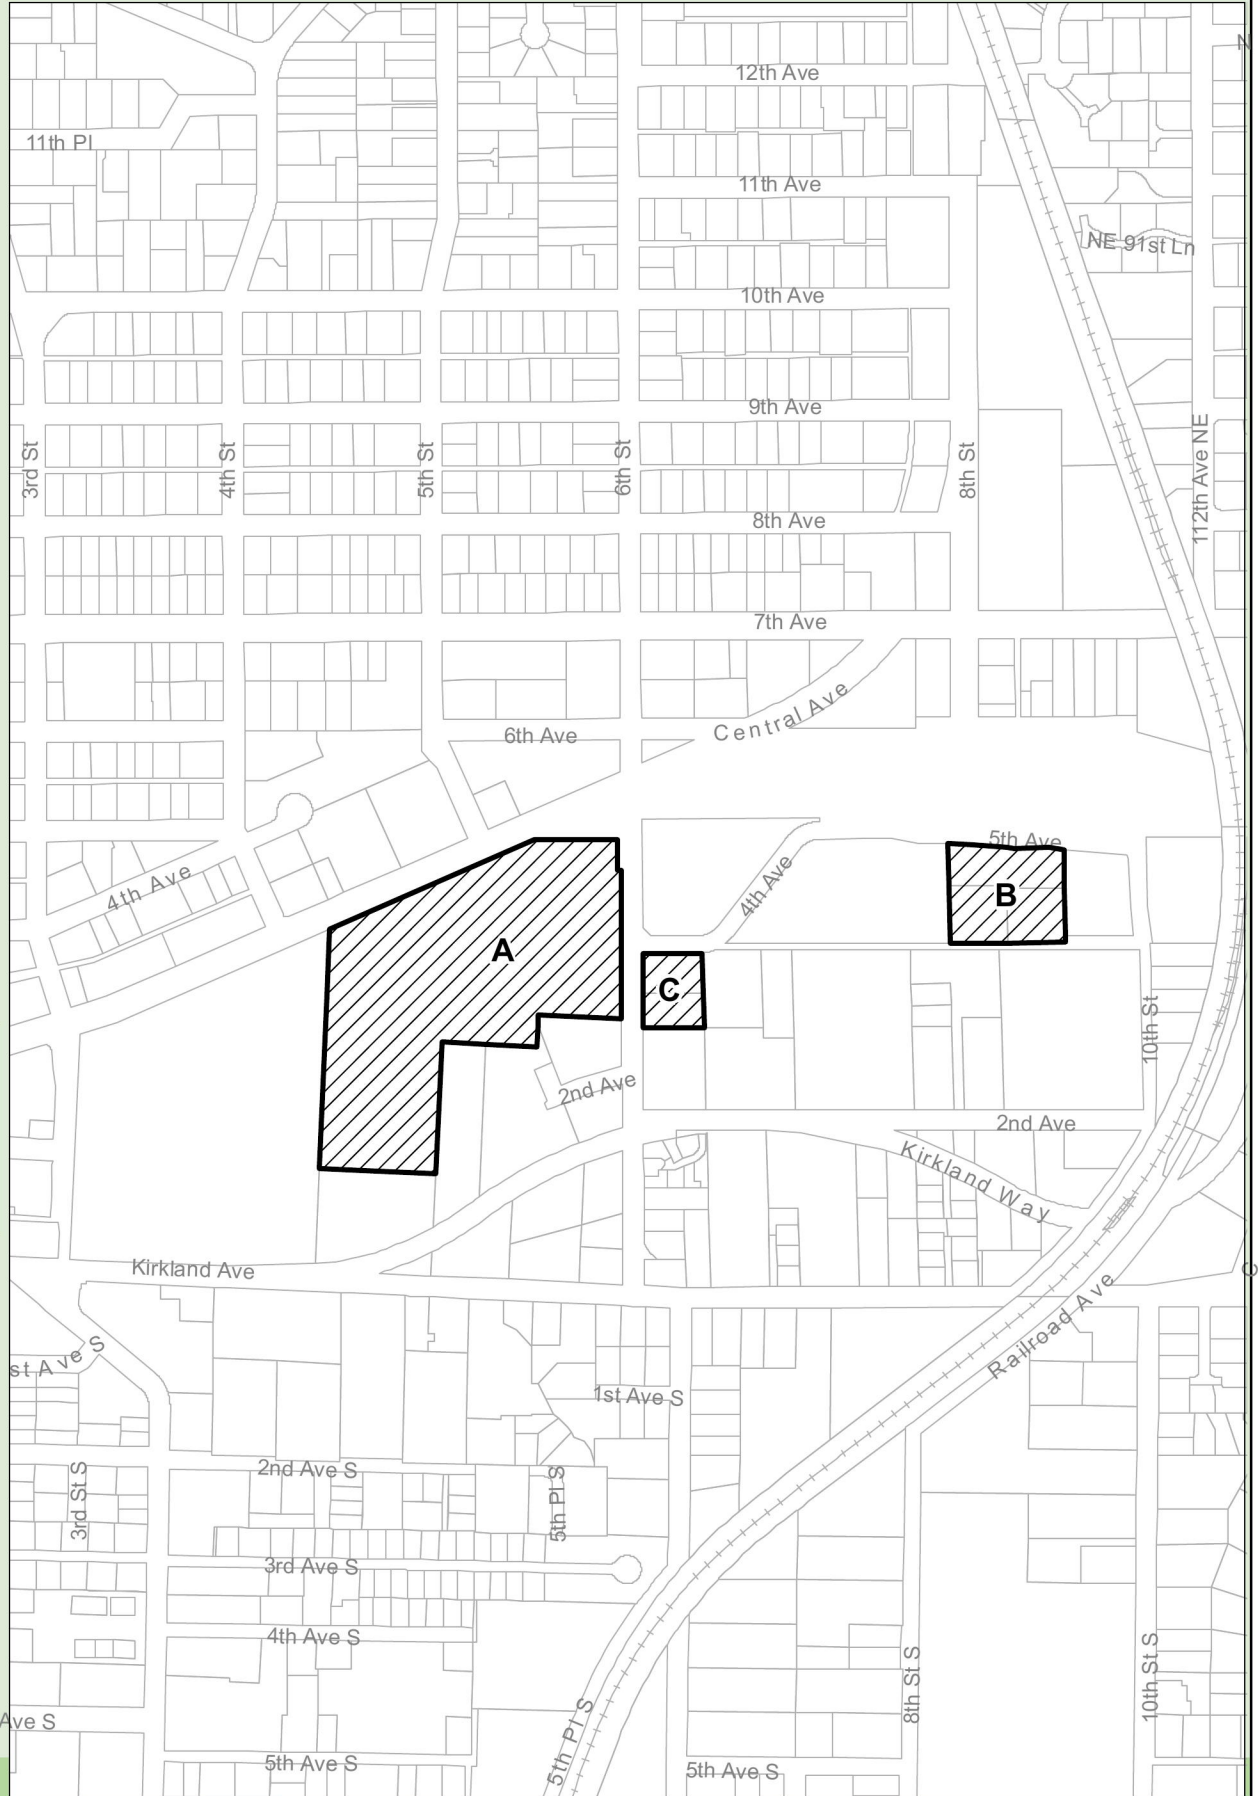 12th Ave
11th Pl
11th Ave
NE 91st Ln
10th Ave
9th Ave
3rd St
4th St
5th St
6th St
8th St
112th Ave NE
8th Ave
7th Ave
Central Ave
6th Ave
5th Ave
4th Ave
4th Ave
A
B
C
10th St
2nd Ave
2nd Ave
Kirkland Way
Kirkland Ave
Railroad Ave
st Ave S
1st Ave S
2nd Ave S
3rd St S
5th Pl S
3rd Ave S
4th Ave S
8th St S
10th St S
Ave S
5th Pl S
5th Ave S
5th Ave S